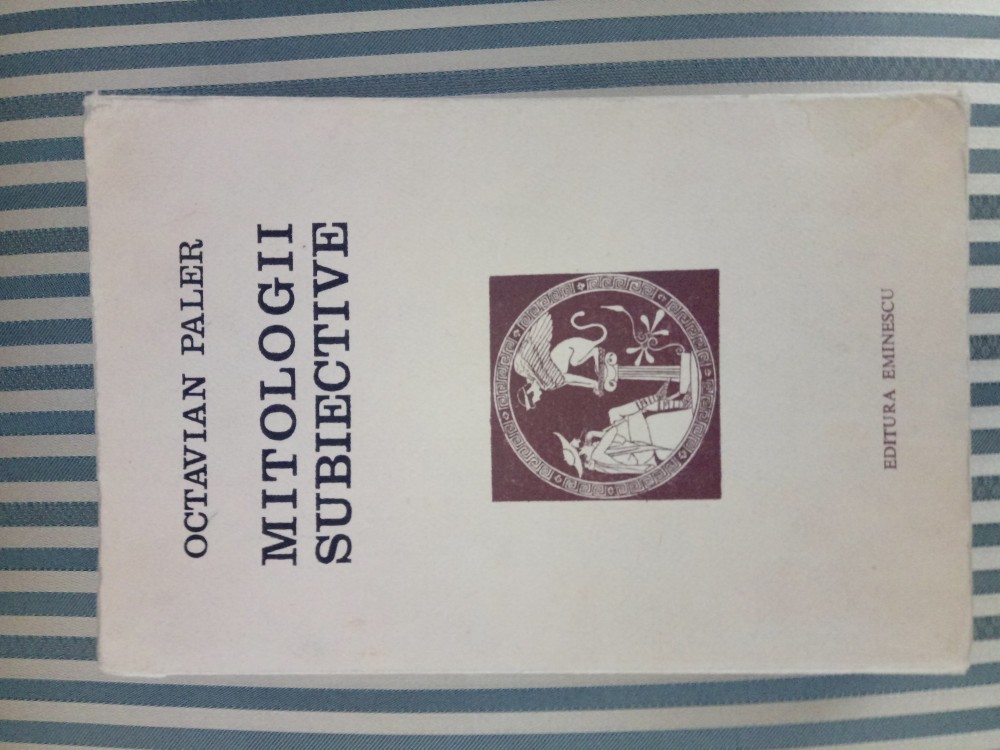 OCTAVIAN PALER
MITOLOGII
SUBIECTIVE
EDITURA EMINESCU